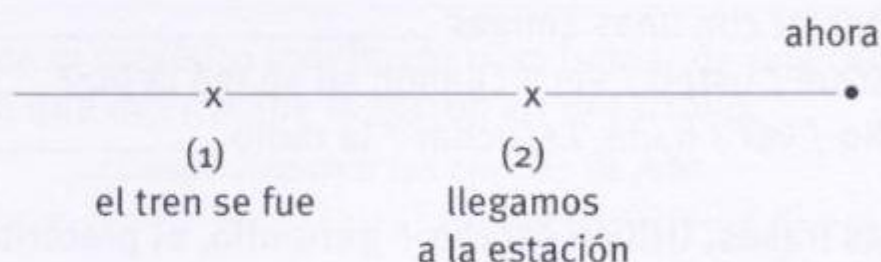 ahora
x x
(1) (2)
el tren se fue llegamos
a la estación